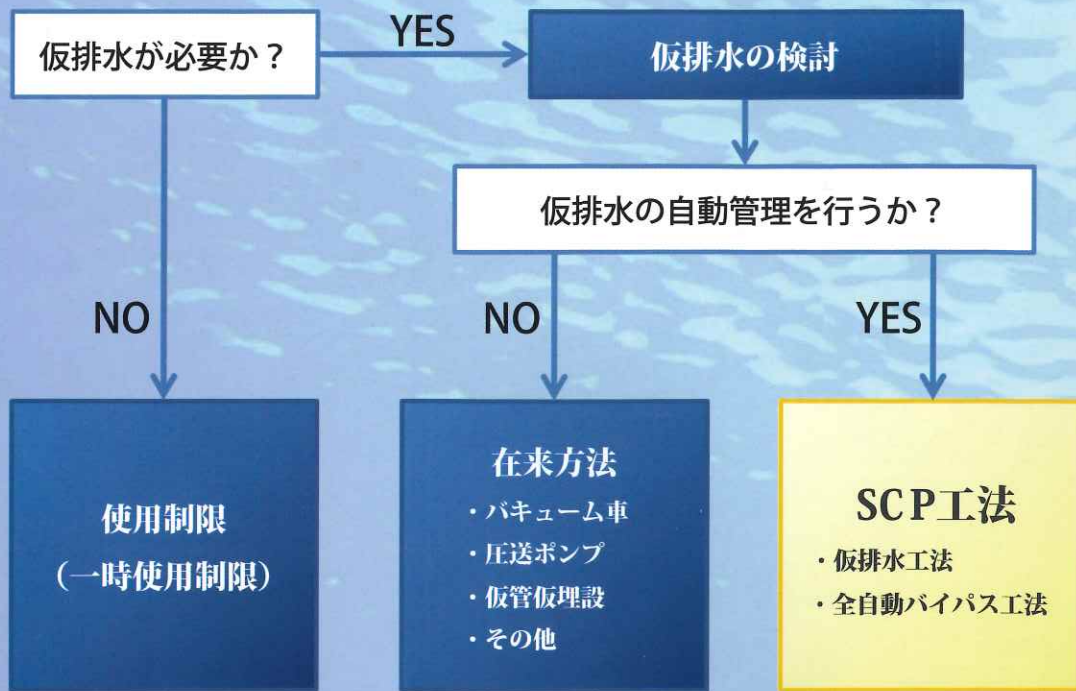 仮排水が必要か？
YES
仮排水の検討
仮排水の自動管理を行うか？
NO
NO
YES
使用制限
（一時使用制限）
在来方法
・バキューム車
・圧送ポンプ
・仮管仮埋設
・その他
SCP工法
・仮排水工法
・全自動バイパス工法